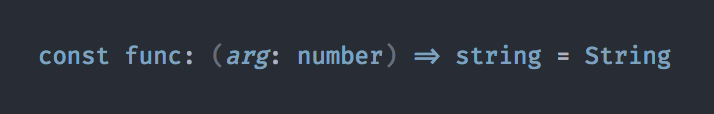 const func: (arg: number) => string = String